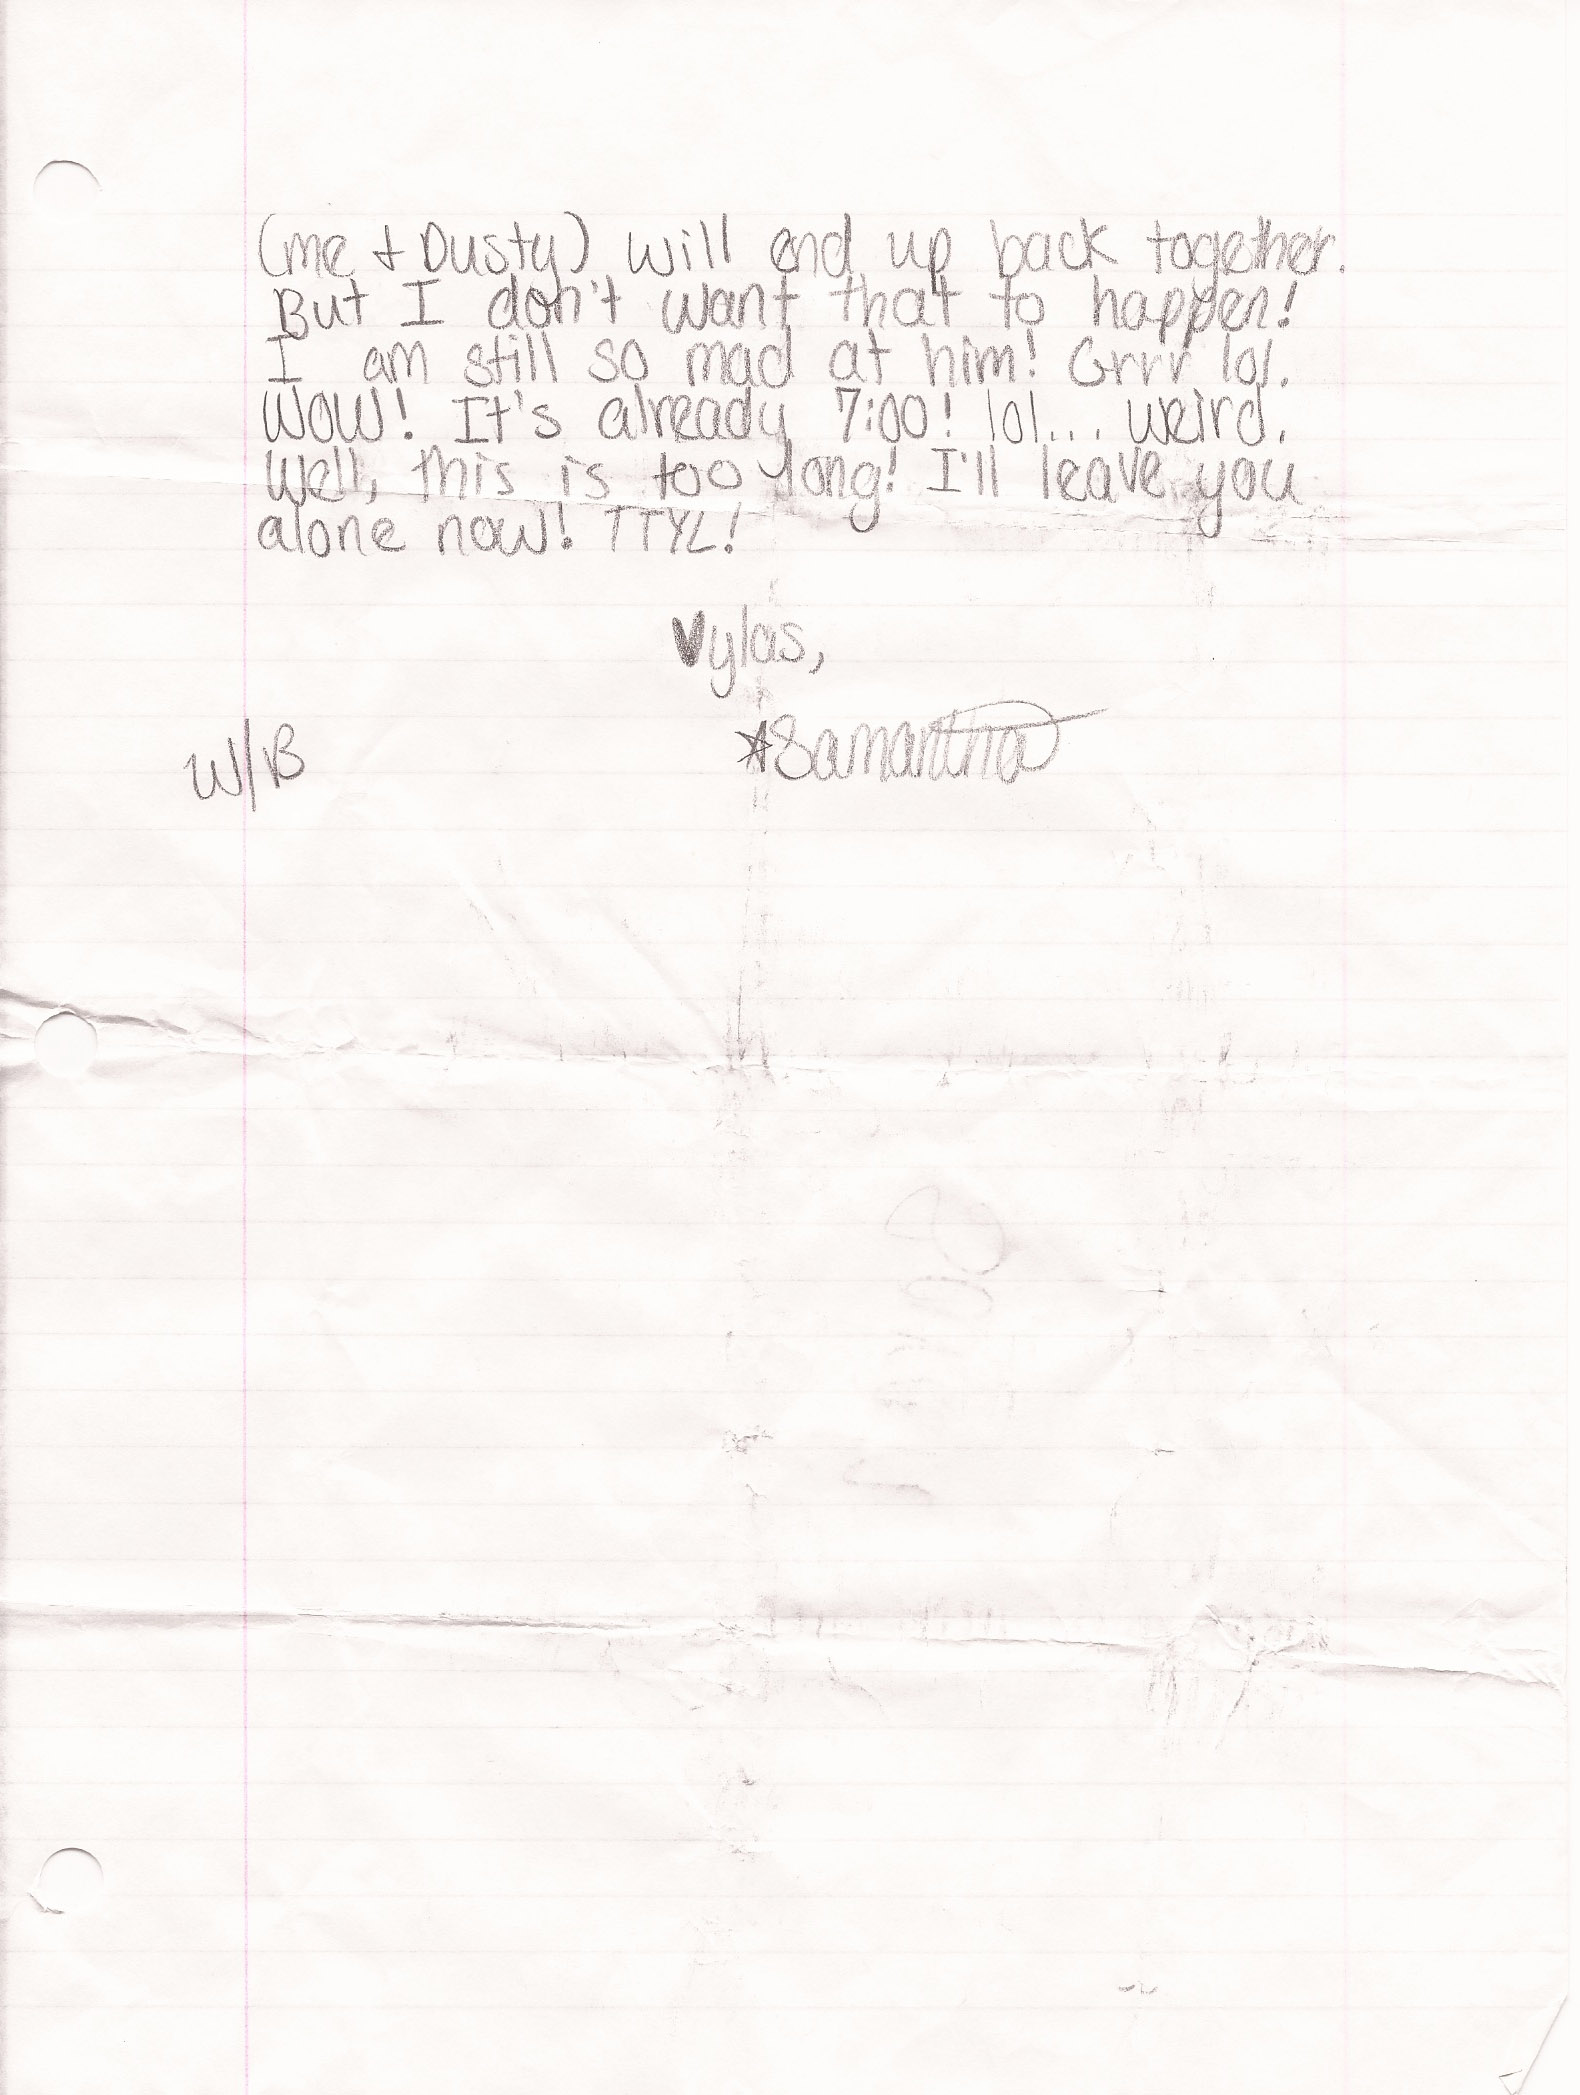 (me + Dusty) will end up back together.
But I don't want that to happen!
I am still so mad at him! Grrr lol.
Wow! It's already 7:00! lol... weird.
Well, this is too long! I'll leave you
alone now! TTYL!
♥ylas,
W/B
*Samantha